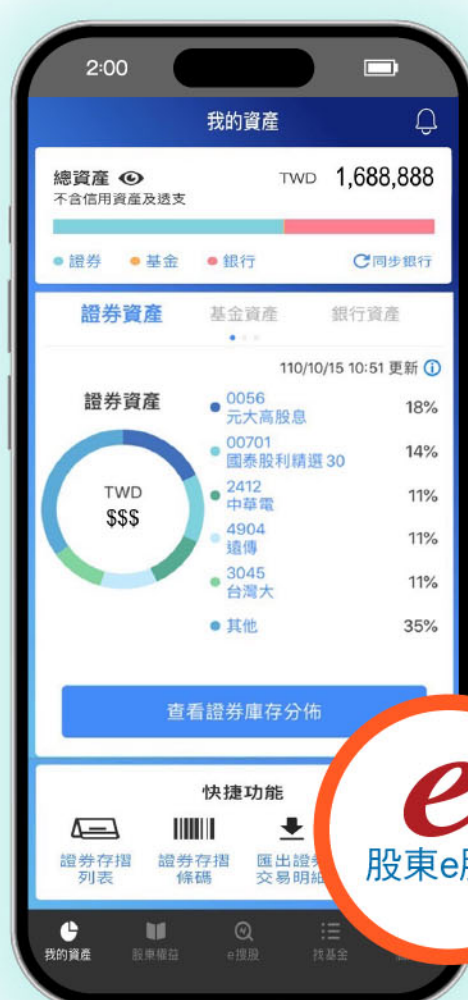 2:00
我的資產
總資產
TWD 1,688,888
不含信用資產及透支
證券 基金 銀行 同步銀行
證券資產 基金資產 銀行資產
110/10/15 10:51 更新
證券資產
TWD
$$$
0056
元大高股息 18%
00701
國泰股利精選 30 14%
2412
中華電 11%
4904
遠傳 11%
3045
台灣大 11%
其他 35%
查看證券庫存分佈
快捷功能
證券存摺
列表
證券存摺
條碼
匯出證券
交易明細
e
股東e
我的資產 股東權益 e搜股 找基金